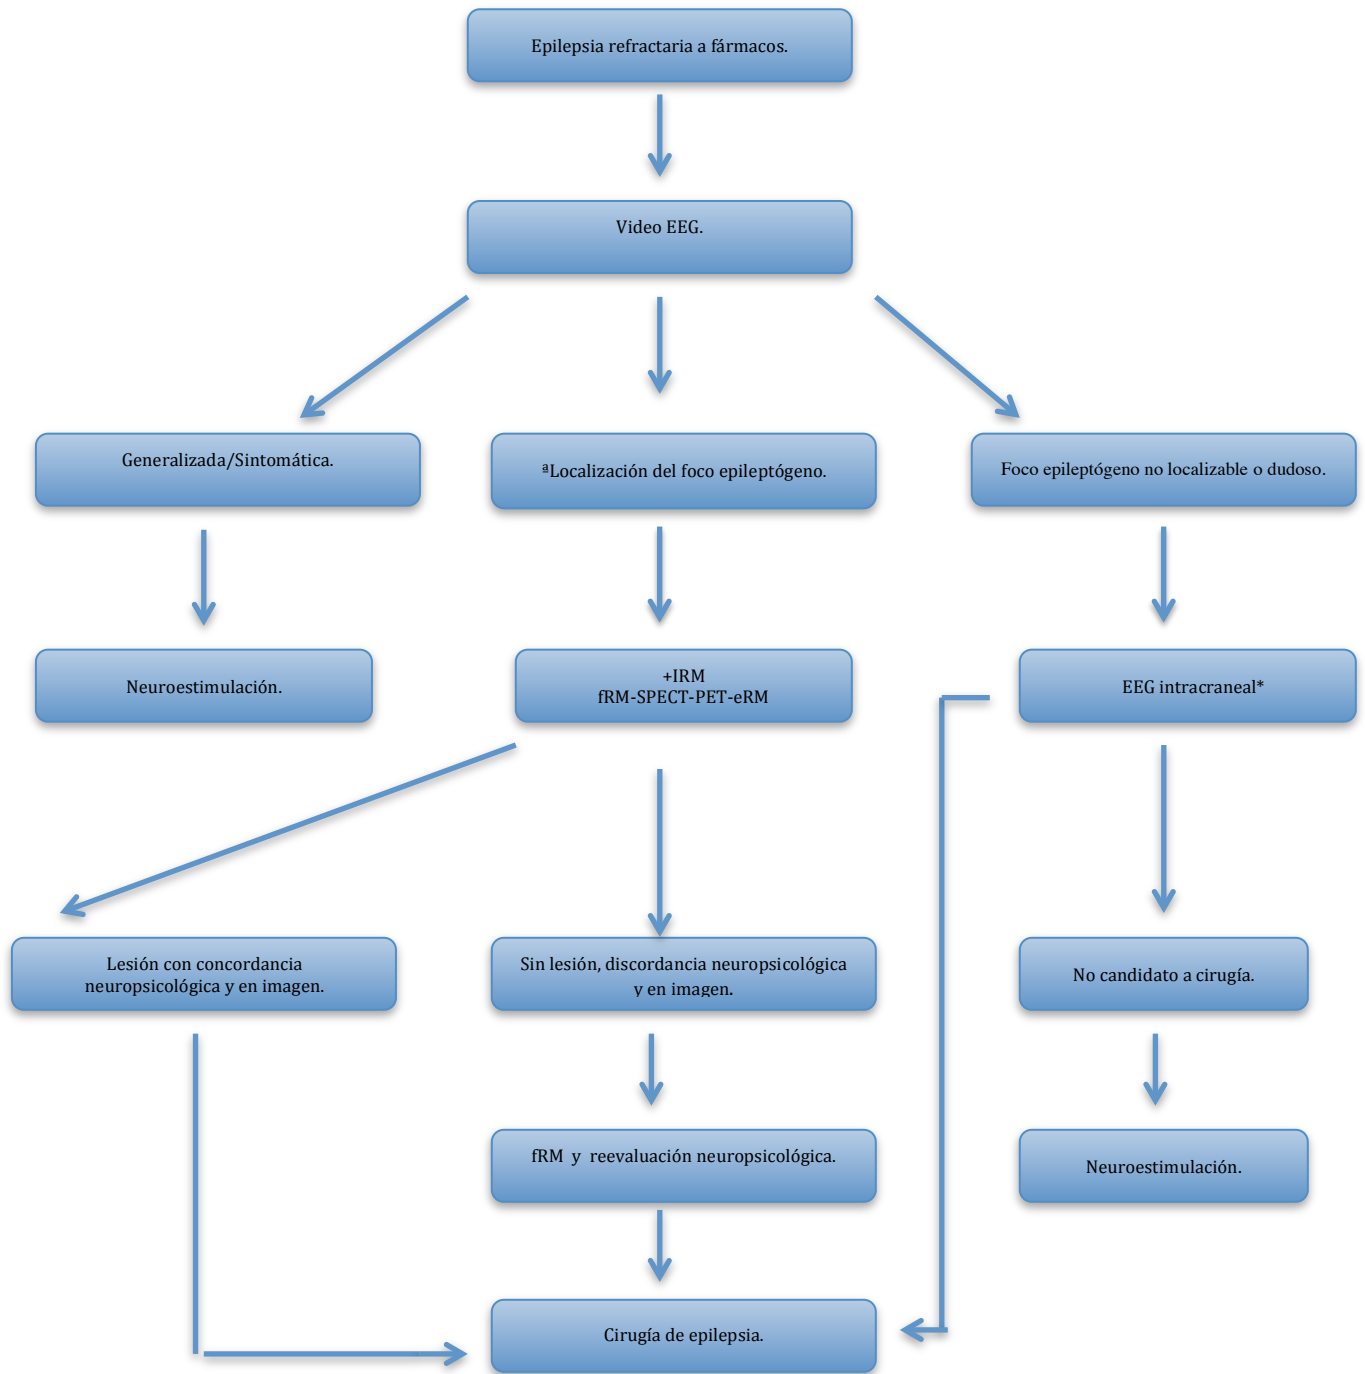 Epilepsia refractaria a fármacos.
Video EEG.
Generalizada/Sintomática.
ªLocalización del foco epileptógeno.
Foco epileptógeno no localizable o dudoso.
Neuroestimulación.
+IRM
fRM-SPECT-PET-eRM
EEG intracraneal*
Lesión con concordancia
neuropsicológica y en imagen.
Sin lesión, discordancia neuropsicológica
y en imagen.
No candidato a cirugía.
fRM y reevaluación neuropsicológica.
Neuroestimulación.
Cirugía de epilepsia.